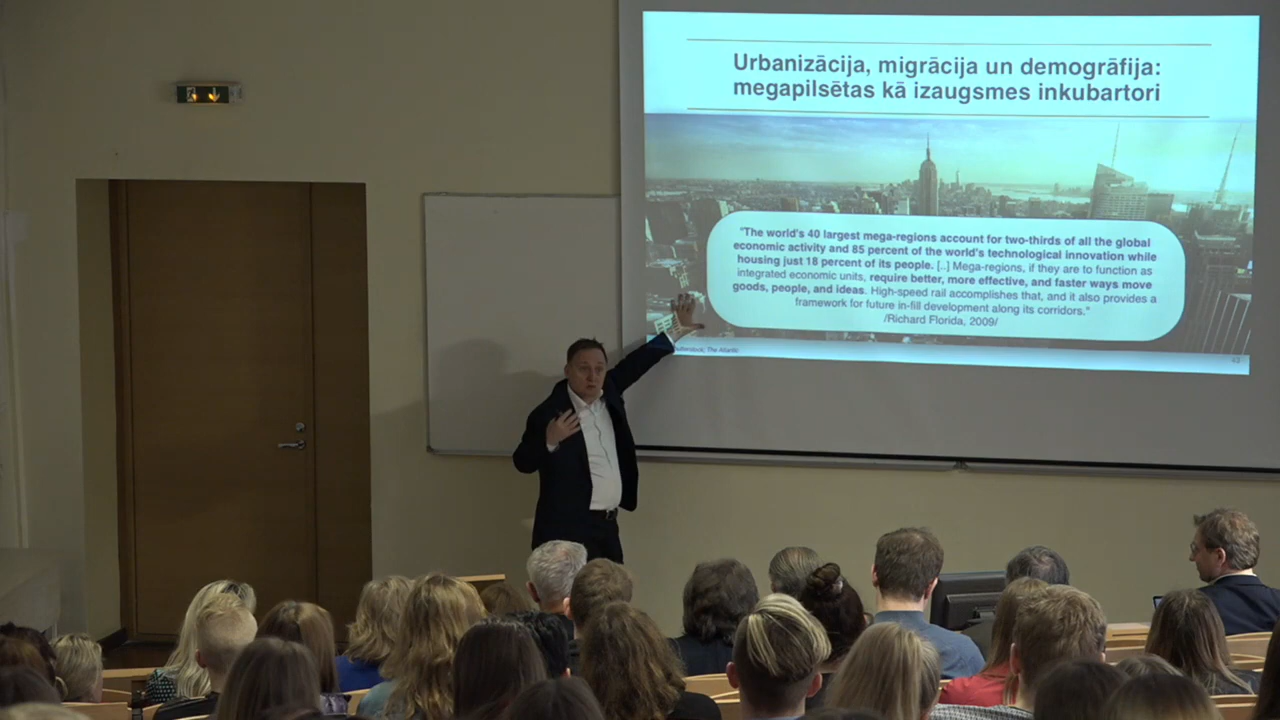 Urbanizācija, migrācija un demogrāfija:
megapilsētas kā izaugsmes inkubartori
"The world's 40 largest mega-regions account for two-thirds of all the global
economic activity and 85 percent of the world's technological innovation while
housing just 18 percent of its people. [..] Mega-regions, if they are to function as
integrated economic units, require better, more effective, and faster ways move
goods, people, and ideas. High-speed rail accomplishes that, and it also provides a
framework for future in-fill development along its corridors."
/Richard Florida, 2009/
The Atlantic